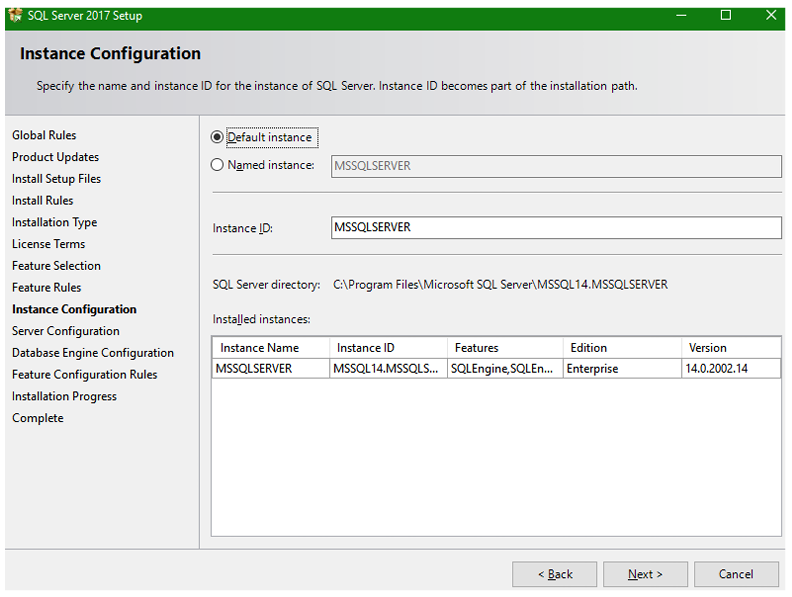 SQL Server 2017 Setup
Instance Configuration
Specify the name and instance ID for the instance of SQL Server. Instance ID becomes part of the installation path.
Global Rules
Product Updates
Install Setup Files
Install Rules
Installation Type
License Terms
Feature Selection
Feature Rules
Instance Configuration
Server Configuration
Database Engine Configuration
Feature Configuration Rules
Installation Progress
Complete
Default instance
Named instance: MSSQLSERVER
Instance ID: MSSQLSERVER
SQL Server directory: C:\Program Files\Microsoft SQL Server\MSSQL14.MSSQLSERVER
Installed instances:
Instance Name Instance ID Features Edition Version
MSSQLSERVER MSSQL14.MSSQLS... SQLEngine,SQLEn... Enterprise 14.0.2002.14
< Back Next > Cancel